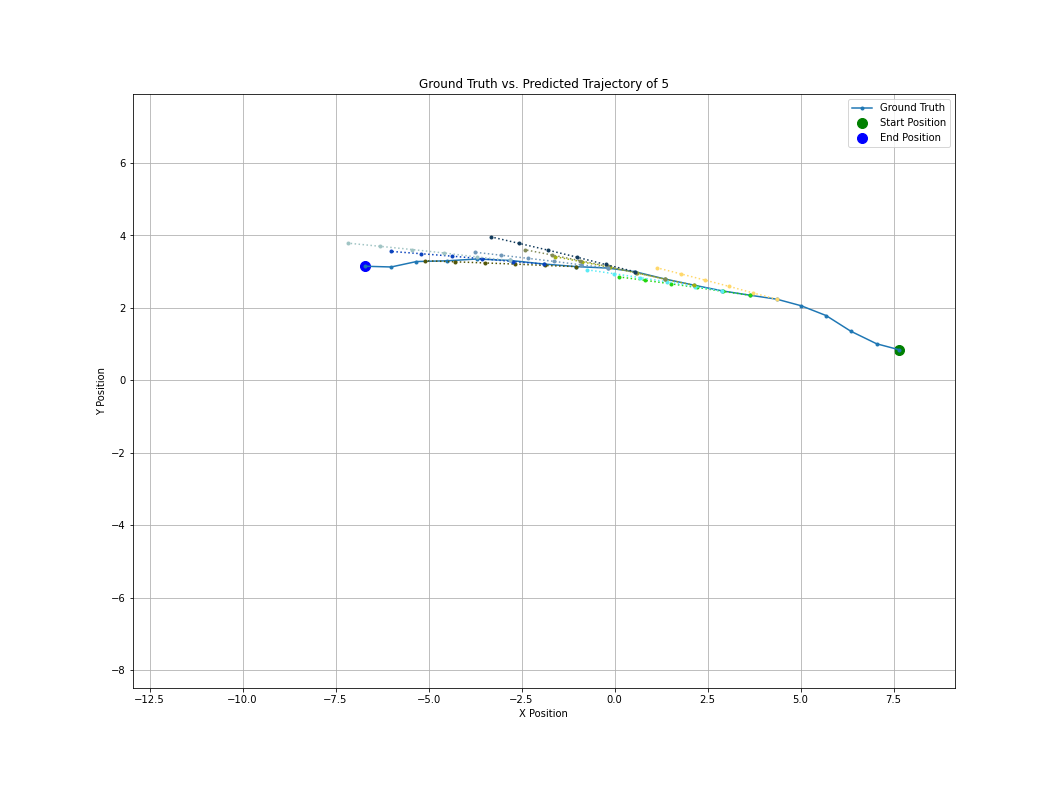 Ground Truth vs. Predicted Trajectory of 5
Ground Truth
Start Position
End Position
Y Position
6
4
2
0
−2
−4
−6
−8
−12.5 −10.0 −7.5 −5.0 −2.5 0.0 2.5 5.0 7.5
X Position